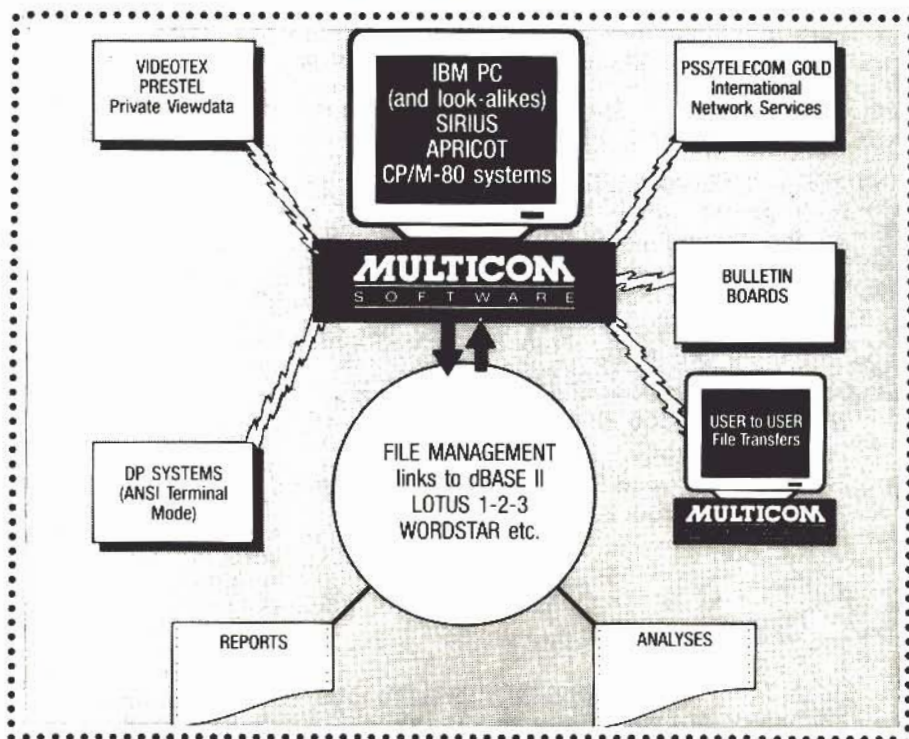 VIDEOTEX
PRESTEL
Private Viewdata
IBM PC
(and look-alikes)
SIRIUS
APRICOT
CP/M-80 systems
PSS/TELECOM GOLD
International
Network Services
MULTICOM
SOFTWARE
BULLETIN
BOARDS
DP SYSTEMS
(ANSI Terminal
Mode)
FILE MANAGEMENT
links to dBASE II
LOTUS 1-2-3
WORDSTAR etc.
USER to USER
File Transfers
MULTICOM
REPORTS
ANALYSES